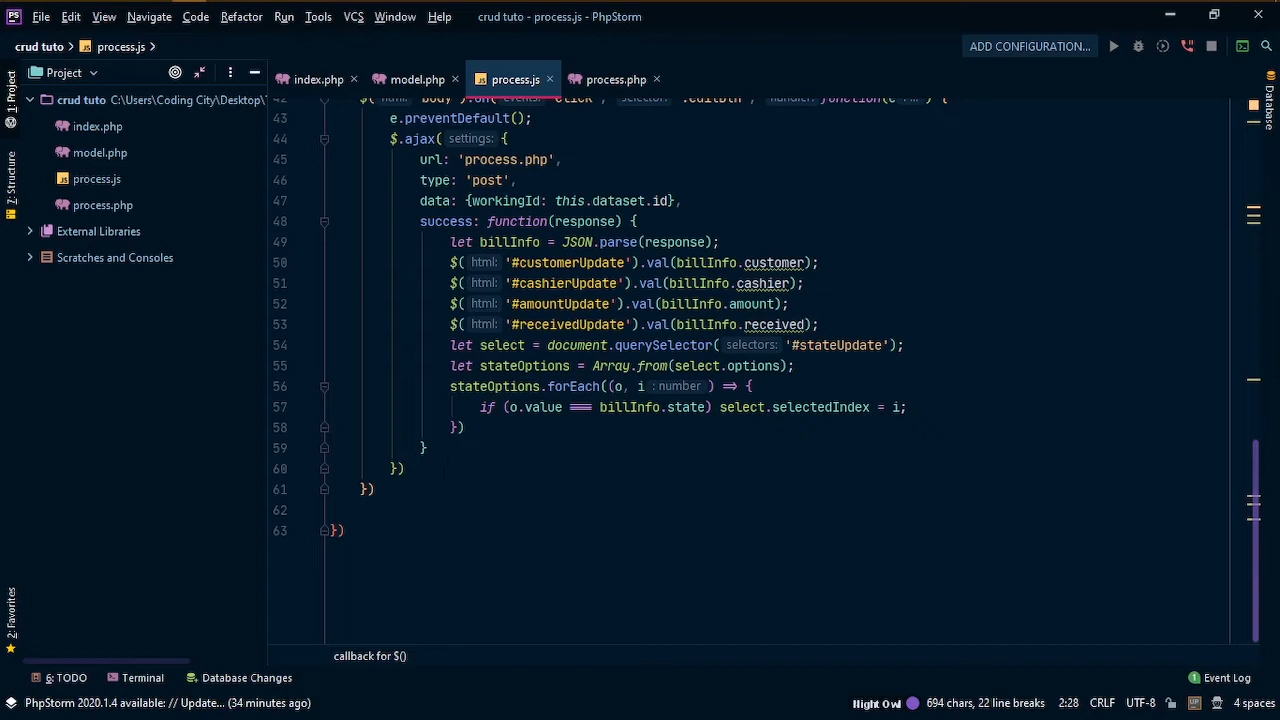 File Edit View Navigate Code Refactor Run Tools VCS Window Help crud tuto - process.js - PhpStorm
crud tuto process.js ADD CONFIGURATION...
Project index.php model.php process.js process.php
crud tuto C:\Users\Coding City\Desktop\
index.php
model.php
process.js
process.php
External Libraries
Scratches and Consoles
1: Project
Z: Structure
2: Favorites
Database
43 e.preventDefault();
44 $.ajax( settings: {
45 url: 'process.php',
46 type: 'post',
47 data: {workingId: this.dataset.id},
48 success: function(response) {
49 let billInfo = JSON.parse(response);
50 $( html: '#customerUpdate').val(billInfo.customer);
51 $( html: '#cashierUpdate').val(billInfo.cashier);
52 $( html: '#amountUpdate').val(billInfo.amount);
53 $( html: '#receivedUpdate').val(billInfo.received);
54 let select = document.querySelector( selectors: '#stateUpdate');
55 let stateOptions = Array.from(select.options);
56 stateOptions.forEach((o, i : number ) => {
57 if (o.value === billInfo.state) select.selectedIndex = i;
58 })
59 }
60 })
61 })
62
63 })
callback for $()
6: TODO Terminal Database Changes 1 Event Log
PhpStorm 2020.1.4 available: // Update... (34 minutes ago) Night Owl 694 chars, 22 line breaks 2:28 CRLF UTF-8 UP 4 spaces